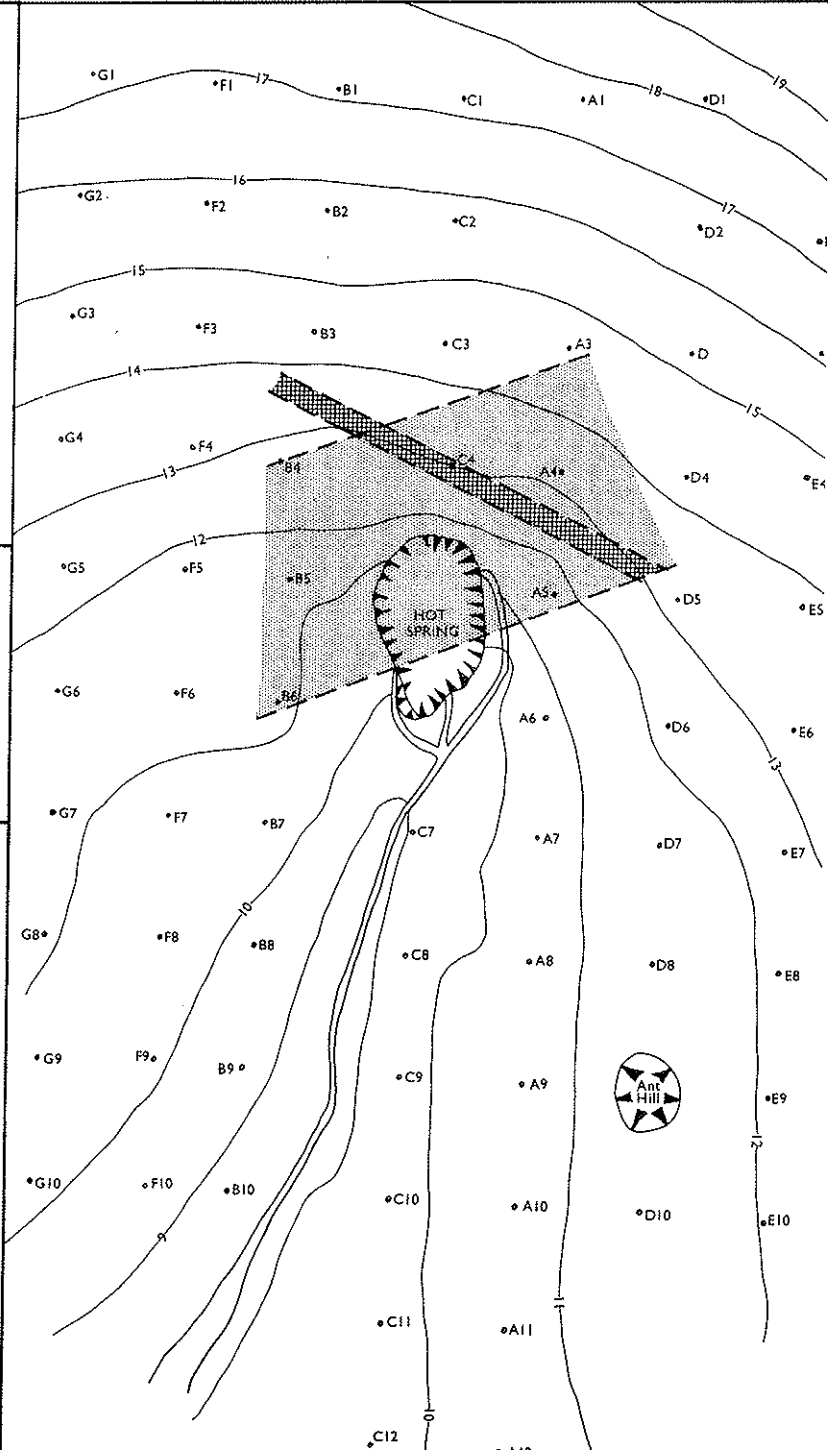 19
G1
17
F1
B1
C1
A1
18
D1
16
G2
F2
B2
C2
17
D2
15
G3
F3
B3
C3
A3
D
14
15
G4
F4
B4
C4
A4
D4
E4
13
12
G5
F5
B5
A5
D5
E5
HOT
SPRING
G6
F6
B6
A6
D6
E6
13
G7
F7
B7
C7
A7
D7
E7
10
G8
F8
B8
C8
A8
D8
E8
G9
F9
B9
C9
A9
Ant
Hill
E9
12
G10
F10
B10
C10
A10
D10
E10
9
11
C11
A11
10
C12